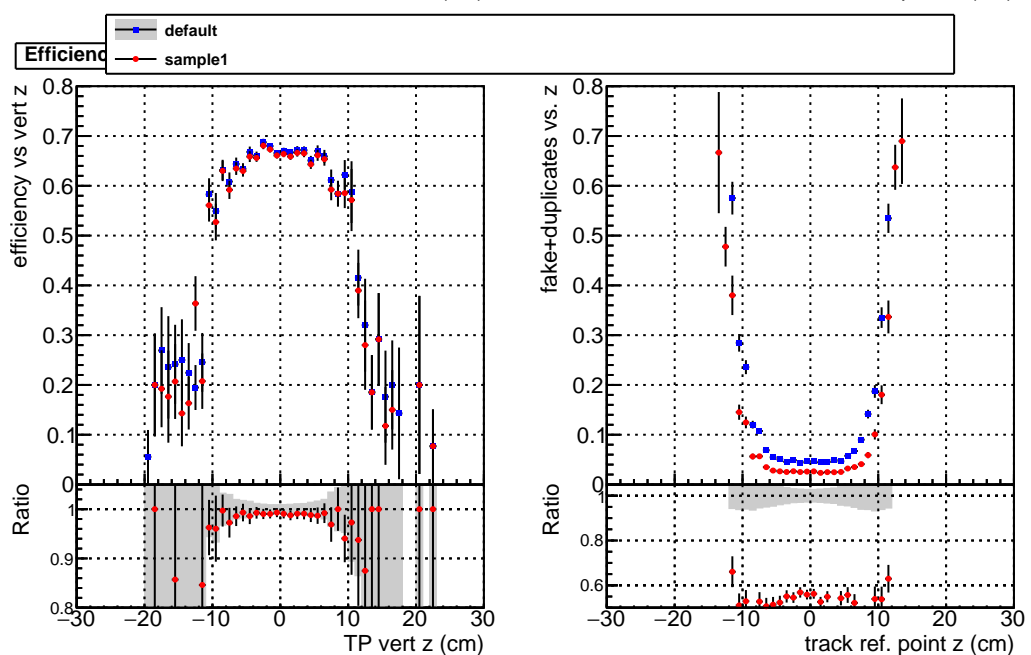 default
sample1
efficiency vs vert z
0.8
0.7
0.6
0.5
0.4
0.3
0.2
0.1
0
Ratio
1
0.9
0.8
−30 −20 −10 0 10 20 30
TP vert z (cm)
fake+duplicates vs. z
0.8
0.7
0.6
0.5
0.4
0.3
0.2
0.1
0
Ratio
1
0.8
0.6
−30 −20 −10 0 10 20 30
track ref. point z (cm)